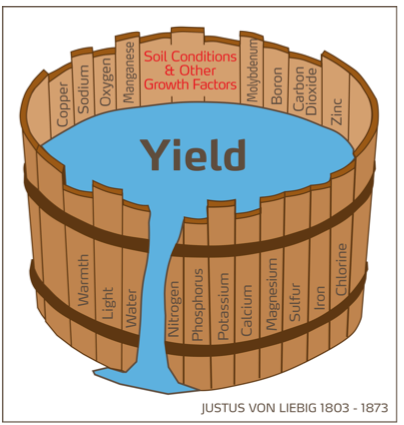 Copper
Sodium
Oxygen
Manganese
Soil Conditions
& Other
Growth Factors
Molybdenum
Boron
Carbon
Dioxide
Zinc
Yield
Warmth
Light
Water
Nitrogen
Phosphorus
Potassium
Calcium
Magnesium
Sulfur
Iron
Chlorine
JUSTUS VON LIEBIG 1803 - 1873